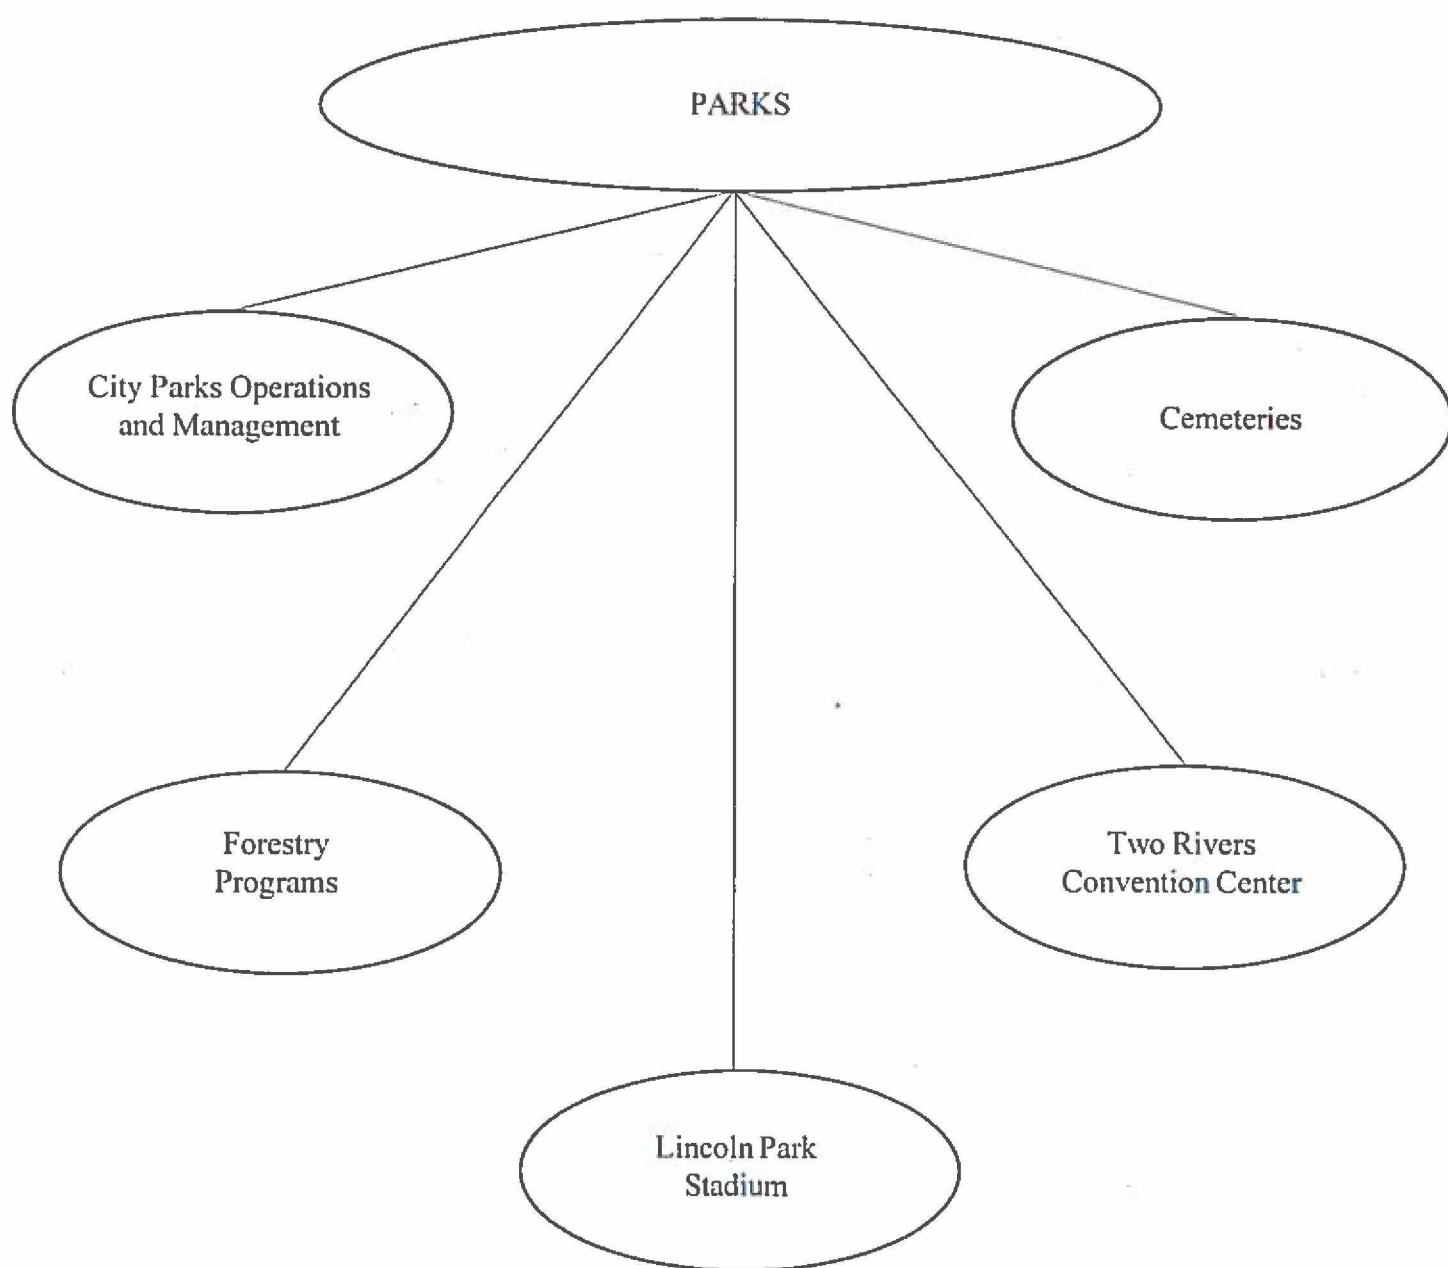 PARKS
City Parks Operations
and Management
Cemeteries
Forestry
Programs
Two Rivers
Convention Center
Lincoln Park
Stadium